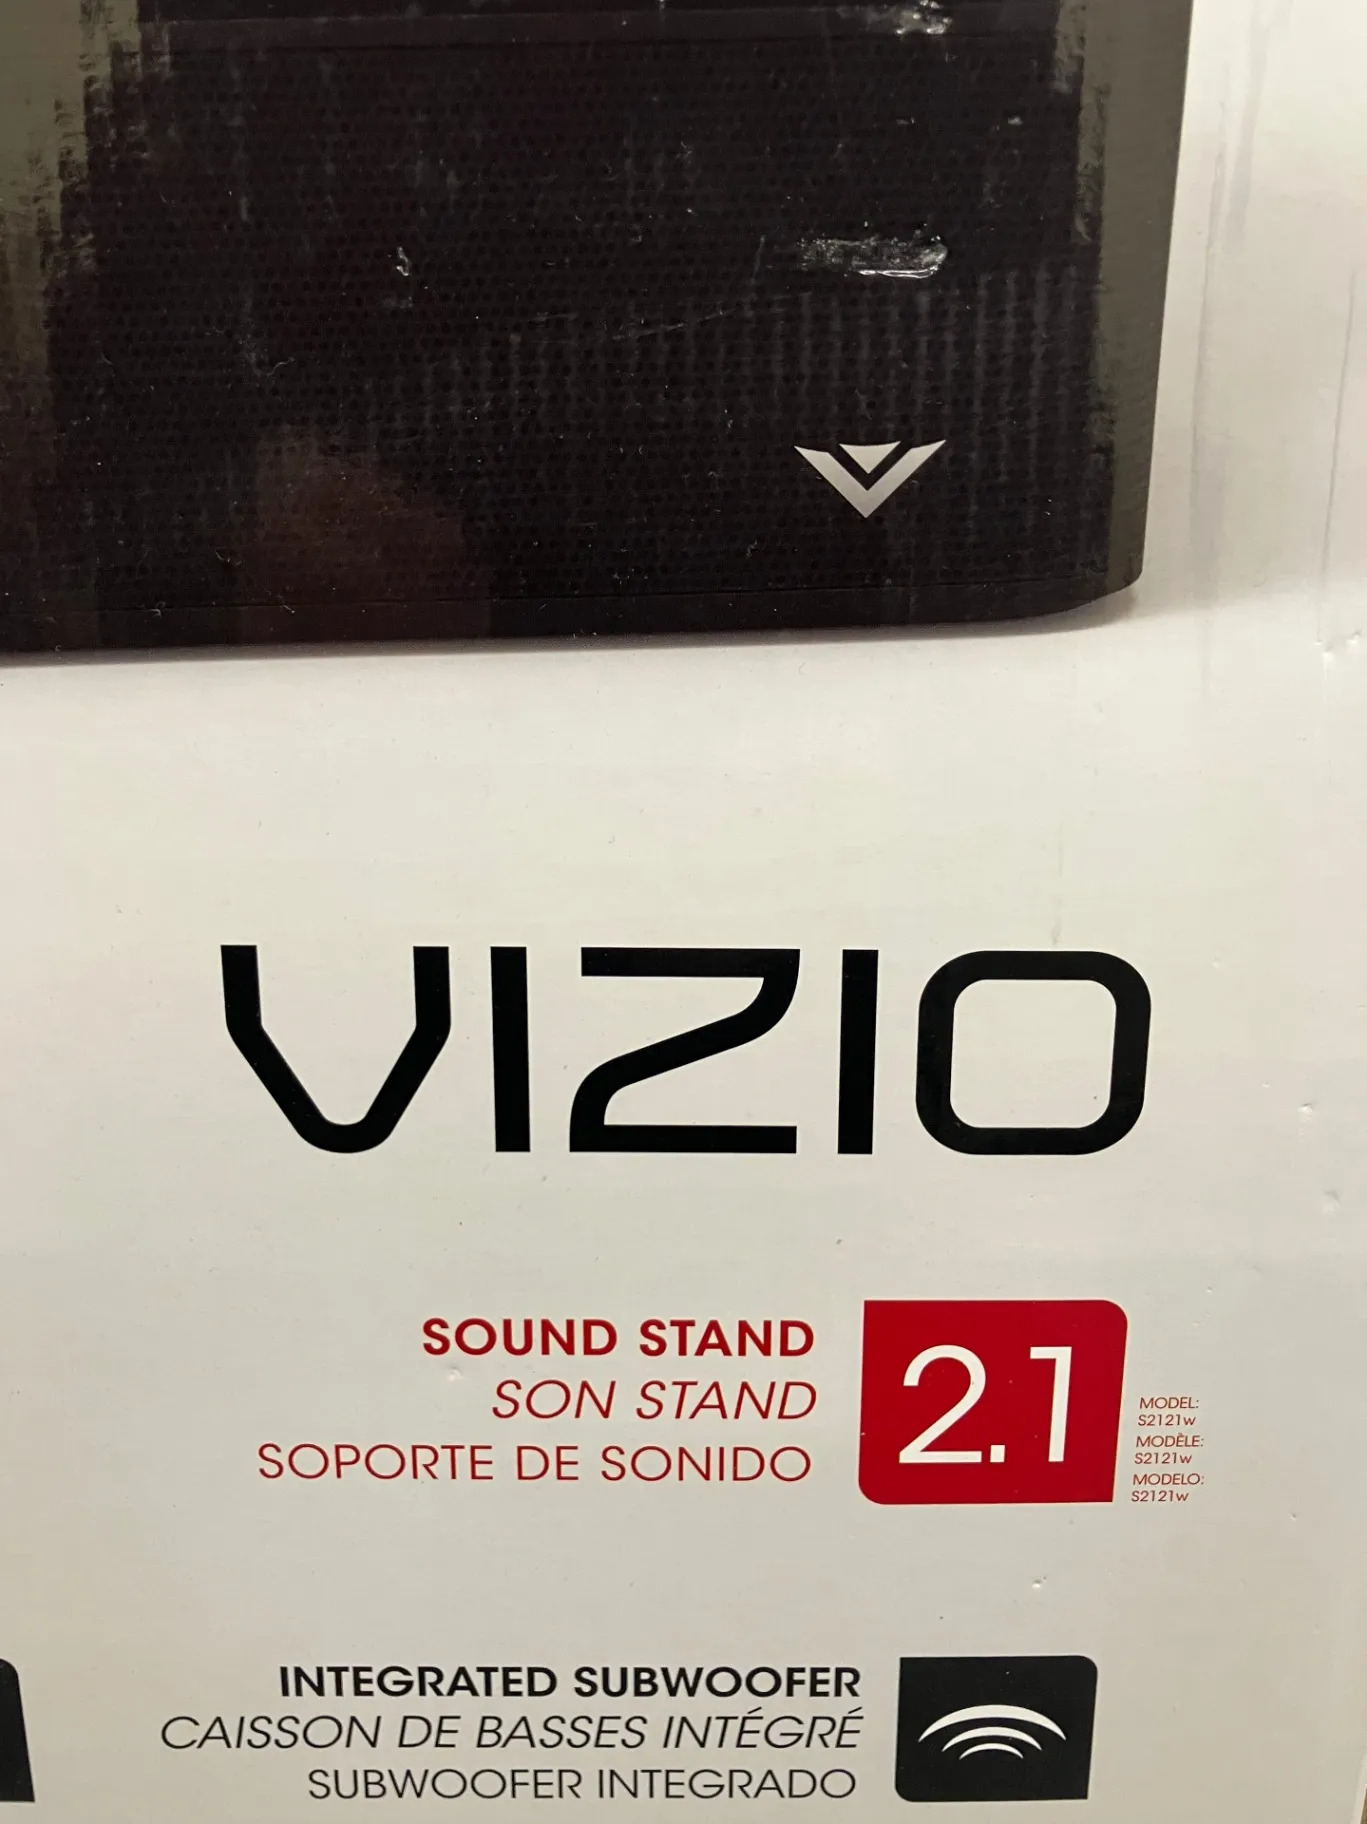 VIZIO
SOUND STAND
SON STAND
SOPORTE DE SONIDO
2.1
MODEL:
S2121w
MODÈLE:
S2121w
MODELO:
S2121w
INTEGRATED SUBWOOFER
CAISSON DE BASSES INTÉGRÉ
SUBWOOFER INTEGRADO